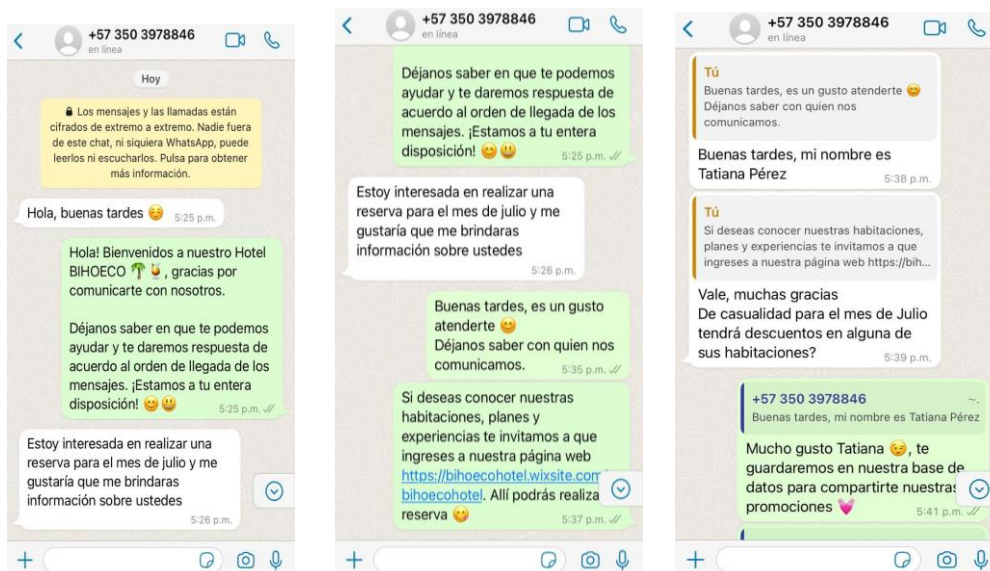 +57 350 3978846
en línea
Hoy
Los mensajes y las llamadas están
cifrados de extremo a extremo. Nadie fuera
de este chat, ni siquiera WhatsApp, puede
leerlos ni escucharlos. Pulsa para obtener
más información.
Hola, buenas tardes 😌 5:25 p.m.
Hola! Bienvenidos a nuestro Hotel
BIHOECO 🌴🍹, gracias por
comunicarte con nosotros.
Déjanos saber en que te podemos
ayudar y te daremos respuesta de
acuerdo al orden de llegada de los
mensajes. ¡Estamos a tu entera
disposición! 😊😃 5:25 p.m.
Estoy interesada en realizar una
reserva para el mes de julio y me
gustaría que me brindaras
información sobre ustedes
5:26 p.m.
+57 350 3978846
en línea
Déjanos saber en que te podemos
ayudar y te daremos respuesta de
acuerdo al orden de llegada de los
mensajes. ¡Estamos a tu entera
disposición! 😊😃 5:25 p.m.
Estoy interesada en realizar una
reserva para el mes de julio y me
gustaría que me brindaras
información sobre ustedes
5:26 p.m.
Buenas tardes, es un gusto
atenderte 😊
Déjanos saber con quien nos
comunicamos. 5:35 p.m.
Si deseas conocer nuestras
habitaciones, planes y
experiencias te invitamos a que
ingreses a nuestra página web
https://bihoecohotel.wixsite.com/
bihoecohotel. Allí podrás realiza
reserva 😋 5:37 p.m.
+57 350 3978846
en línea
Tú
Buenas tardes, es un gusto atenderte 😊
Déjanos saber con quien nos
comunicamos.
Buenas tardes, mi nombre es
Tatiana Pérez 5:38 p.m.
Tú
Si deseas conocer nuestras habitaciones,
planes y experiencias te invitamos a que
ingreses a nuestra página web https://bih...
Vale, muchas gracias
De casualidad para el mes de Julio
tendrá descuentos en alguna de
sus habitaciones? 5:39 p.m.
+57 350 3978846 ~.
Buenas tardes, mi nombre es Tatiana Pérez
Mucho gusto Tatiana 😉, te
guardaremos en nuestra base de
datos para compartirte nuestras
promociones 💓 5:41 p.m.